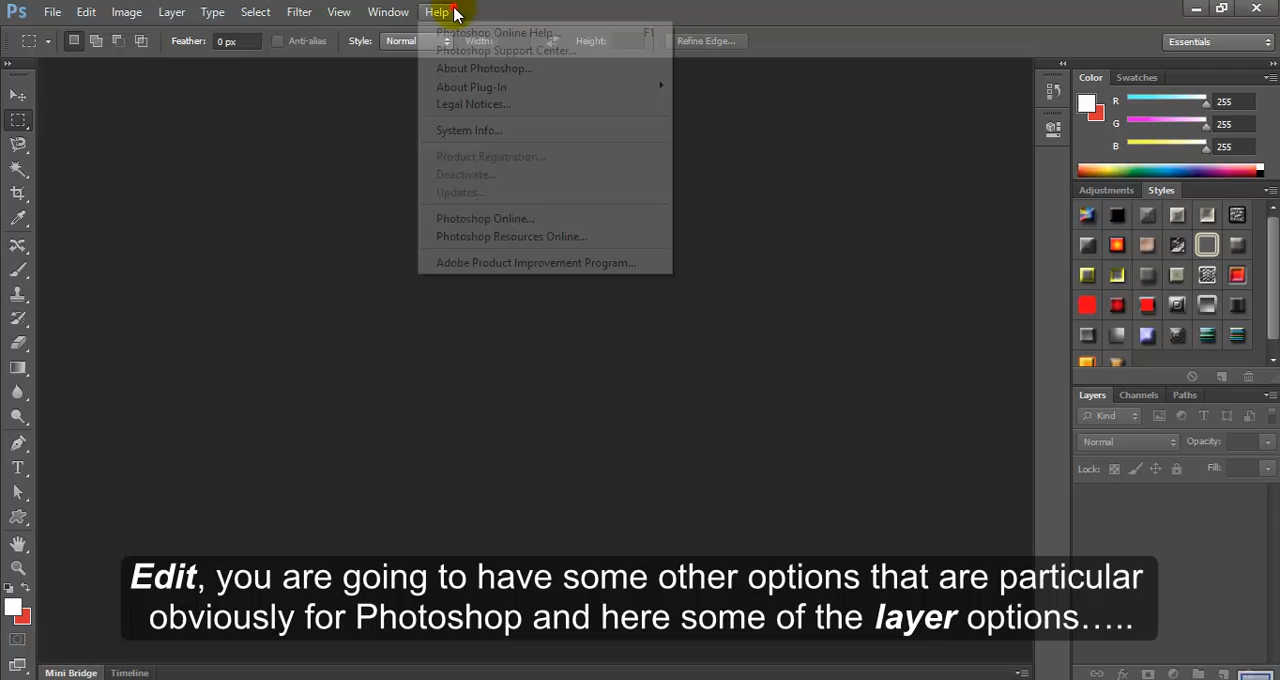 Ps File Edit Image Layer Type Select Filter View Window Help
Feather: 0 px Anti-alias Style: Normal Width: Height: Refine Edge... Essentials
Photoshop Online Help... F1
Photoshop Support Center...
About Photoshop...
About Plug-In
Legal Notices...
System Info...
Product Registration...
Deactivate...
Updates...
Photoshop Online...
Photoshop Resources Online...
Adobe Product Improvement Program...
Color Swatches
R 255
G 255
B 255
Adjustments Styles
Layers Channels Paths
Kind
Normal Opacity:
Lock: Fill:
Edit, you are going to have some other options that are particular
obviously for Photoshop and here some of the layer options…..
Mini Bridge Timeline